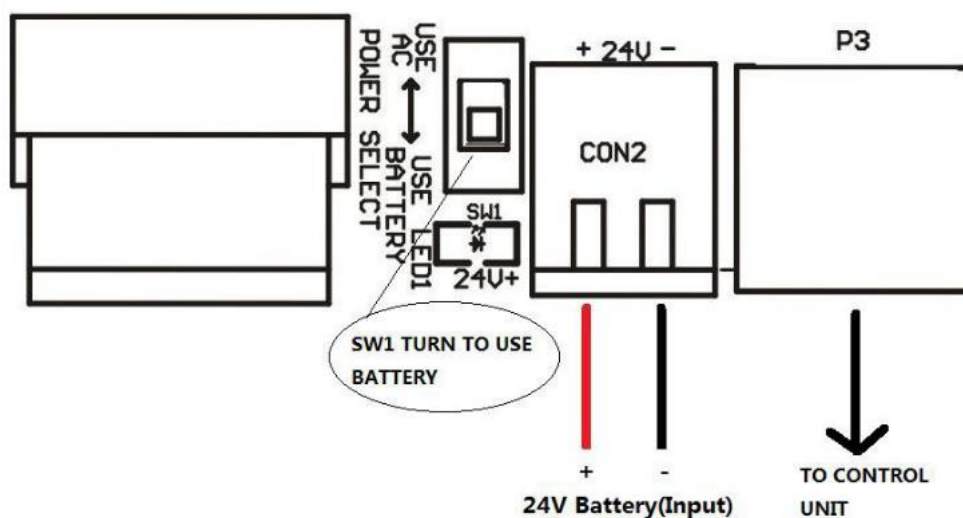 USE AC
USE BATTERY
POWER SELECT
LED1
SW1
24V+
+ 24V -
CON2
P3
SW1 TURN TO USE
BATTERY
+ -
24V Battery(Input)
TO CONTROL
UNIT